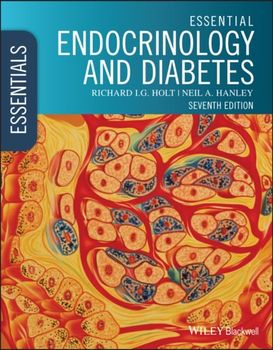 Essentials
ESSENTIAL
ENDOCRINOLOGY
AND DIABETES
RICHARD I.G. HOLT | NEIL A. HANLEY
SEVENTH EDITION
WILEY Blackwell